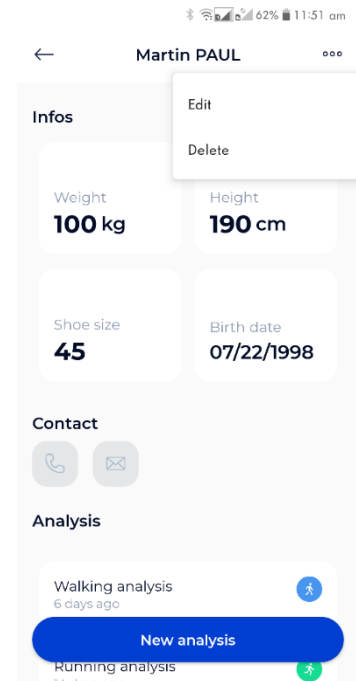 62% 11:51 am
Martin PAUL
Edit
Delete
Infos
Weight
Height
100 kg
190 cm
Shoe size
Birth date
45
07/22/1998
Contact
Analysis
Walking analysis
6 days ago
New analysis
Running analysis